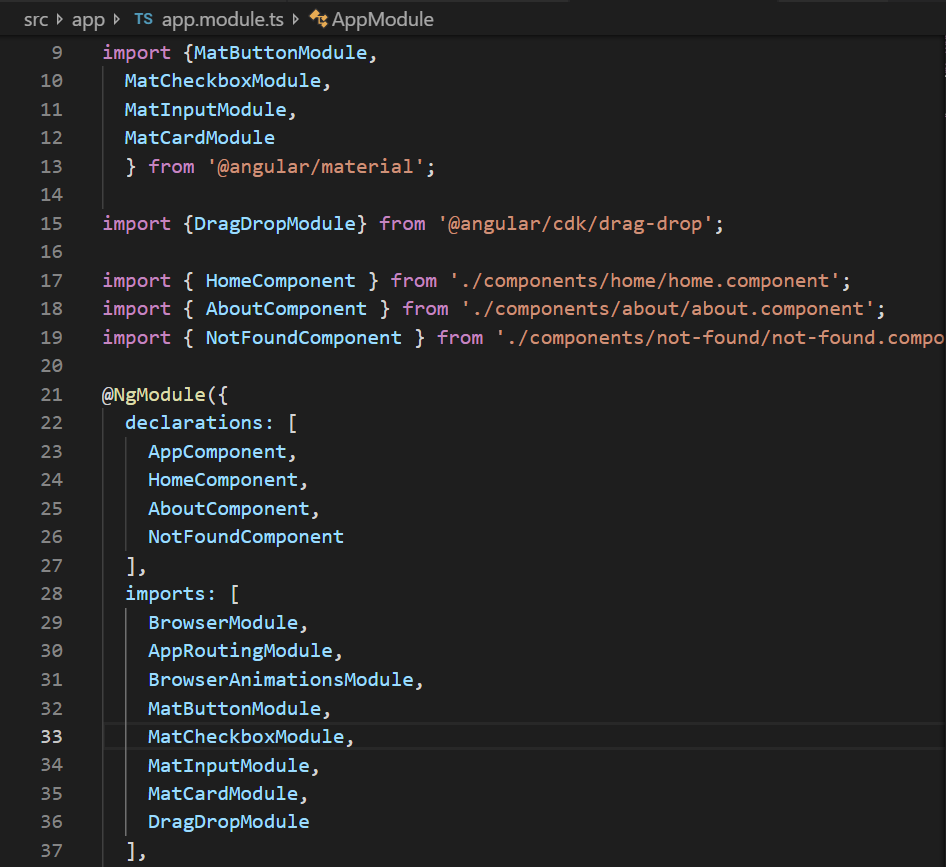 src app TS app.module.ts AppModule
9 import {MatButtonModule,
10 MatCheckboxModule,
11 MatInputModule,
12 MatCardModule
13 } from '@angular/material';
14
15 import {DragDropModule} from '@angular/cdk/drag-drop';
16
17 import { HomeComponent } from './components/home/home.component';
18 import { AboutComponent } from './components/about/about.component';
19 import { NotFoundComponent } from './components/not-found/not-found.compo
20
21 @NgModule({
22 declarations: [
23 AppComponent,
24 HomeComponent,
25 AboutComponent,
26 NotFoundComponent
27 ],
28 imports: [
29 BrowserModule,
30 AppRoutingModule,
31 BrowserAnimationsModule,
32 MatButtonModule,
33 MatCheckboxModule,
34 MatInputModule,
35 MatCardModule,
36 DragDropModule
37 ],